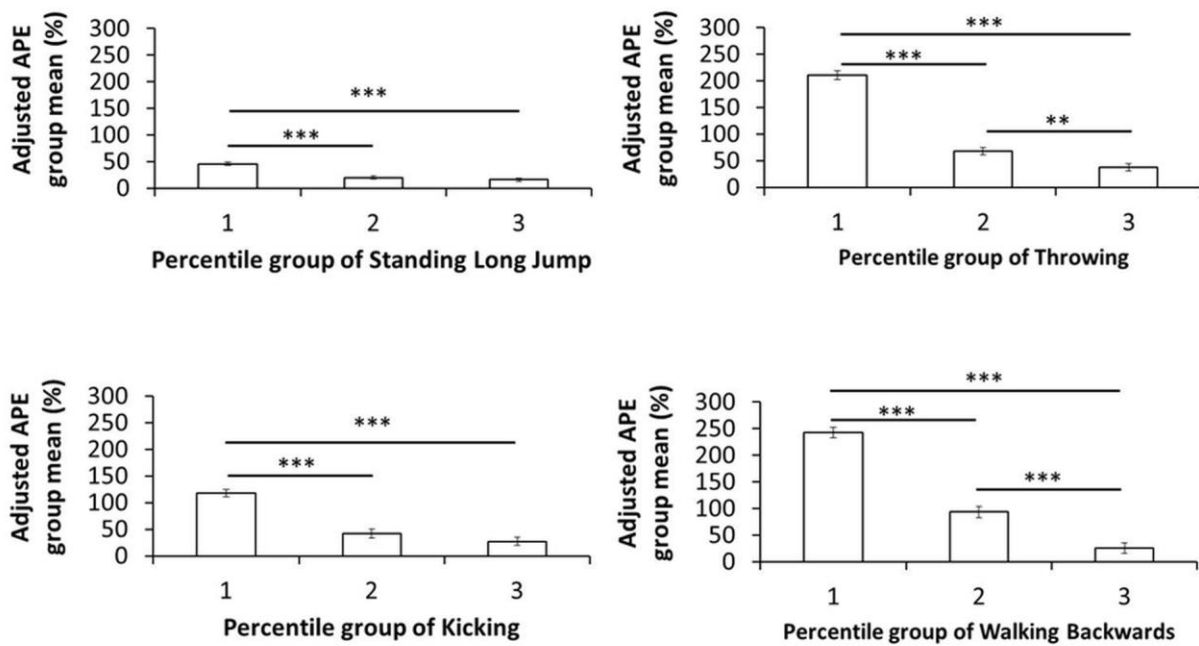 Adjusted APE
group mean (%)
300
250
200
150
100
50
0
***
***
1 2 3
Percentile group of Standing Long Jump
Adjusted APE
group mean (%)
300
250
200
150
100
50
0
***
***
**
1 2 3
Percentile group of Throwing
Adjusted APE
group mean (%)
300
250
200
150
100
50
0
***
***
1 2 3
Percentile group of Kicking
Adjusted APE
group mean (%)
300
250
200
150
100
50
0
***
***
***
1 2 3
Percentile group of Walking Backwards